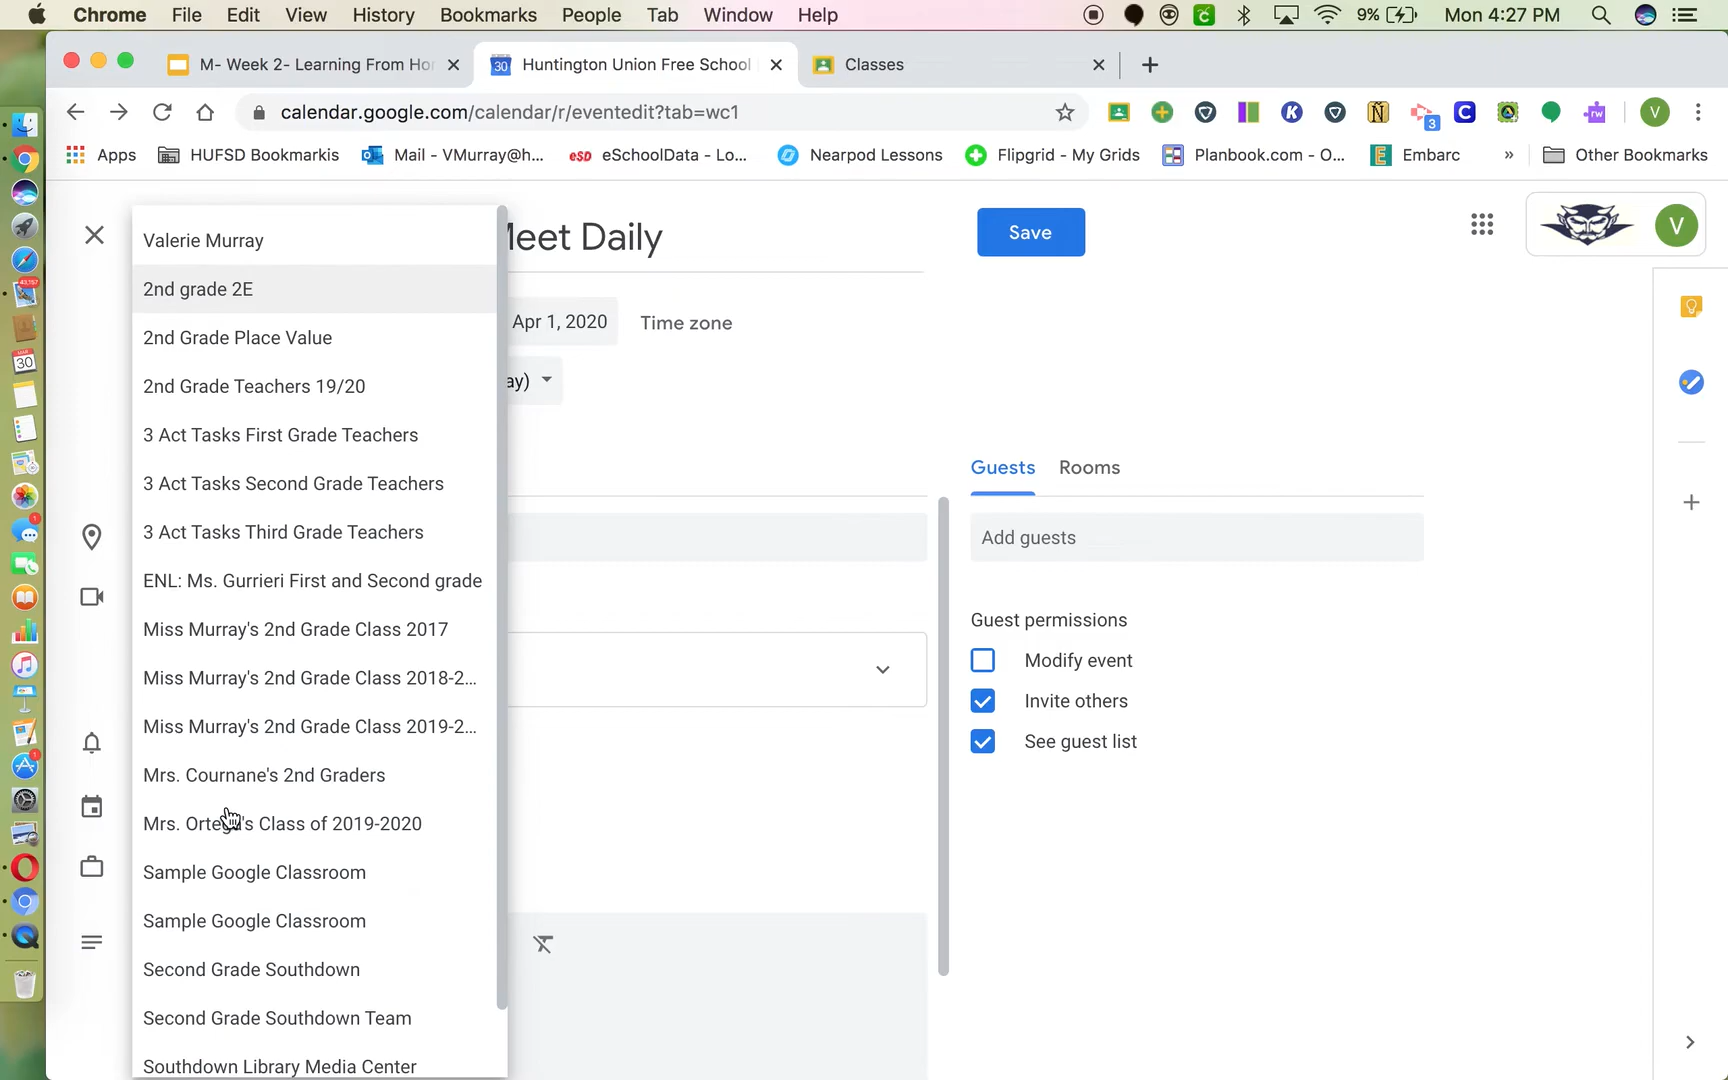 Chrome File Edit View History Bookmarks People Tab Window Help 9% Mon 4:27 PM
M- Week 2- Learning From Ho
30 Huntington Union Free School
Classes
calendar.google.com/calendar/r/eventedit?tab=wc1
3
V
Apps HUFSD Bookmarkis Mail - VMurray@h... eSD eSchoolData - Lo... Nearpod Lessons Flipgrid - My Grids Planbook.com - O... Embarc » Other Bookmarks
Valerie Murray
2nd grade 2E
2nd Grade Place Value
2nd Grade Teachers 19/20
3 Act Tasks First Grade Teachers
3 Act Tasks Second Grade Teachers
3 Act Tasks Third Grade Teachers
ENL: Ms. Gurrieri First and Second grade
Miss Murray's 2nd Grade Class 2017
Miss Murray's 2nd Grade Class 2018-2...
Miss Murray's 2nd Grade Class 2019-2...
Mrs. Cournane's 2nd Graders
Mrs. Ortega's Class of 2019-2020
Sample Google Classroom
Sample Google Classroom
Second Grade Southdown
Second Grade Southdown Team
Southdown Library Media Center
Meet Daily
Save
V
Apr 1, 2020 Time zone
ay)
Guests Rooms
Add guests
Guest permissions
Modify event
Invite others
See guest list